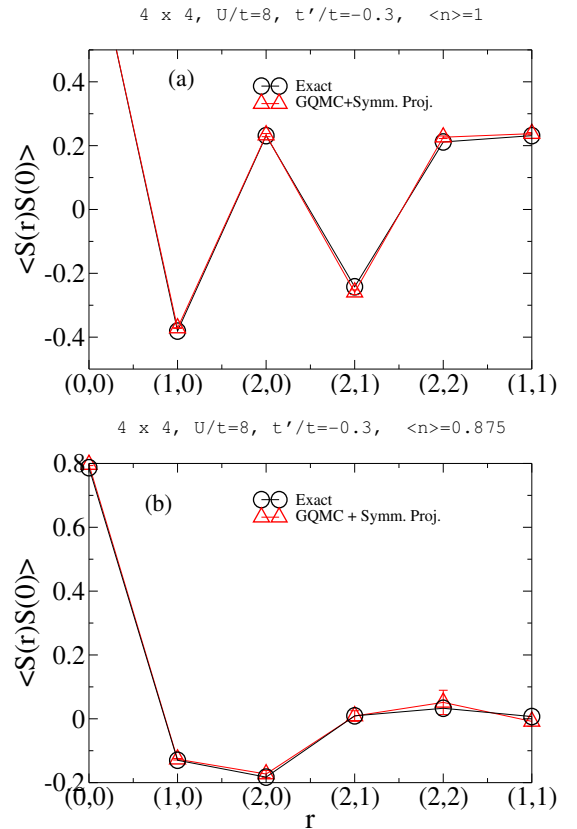 4 x 4, U/t=8, t'/t=-0.3, <n>=1
(a)
Exact
GQMC+Symm. Proj.
<S(r)S(0)>
0.4
0.2
0
-0.2
-0.4
(0,0) (1,0) (2,0) (2,1) (2,2) (1,1)
4 x 4, U/t=8, t'/t=-0.3, <n>=0.875
(b)
Exact
GQMC + Symm. Proj.
<S(r)S(0)>
0.8
0.6
0.4
0.2
0
-0.2
(0,0) (1,0) (2,0) (2,1) (2,2) (1,1)
r